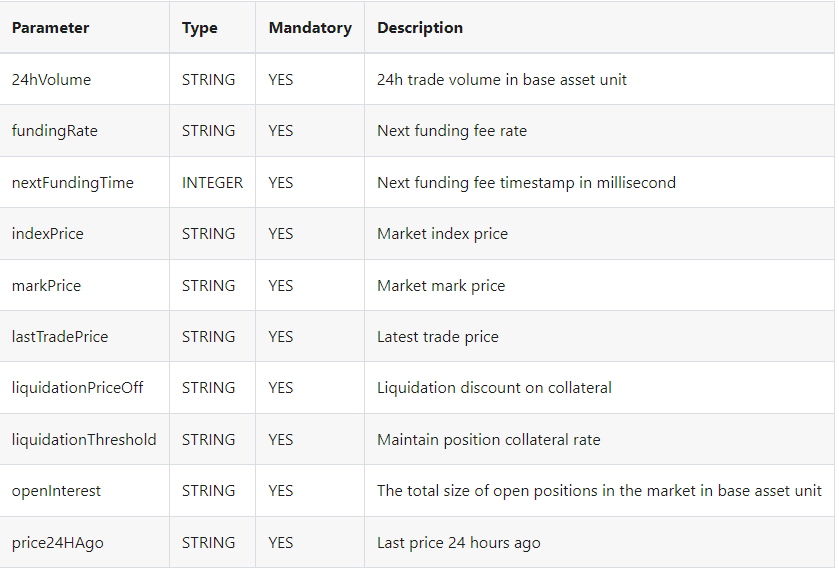 Parameter Type Mandatory Description
24hVolume STRING YES 24h trade volume in base asset unit
fundingRate STRING YES Next funding fee rate
nextFundingTime INTEGER YES Next funding fee timestamp in millisecond
indexPrice STRING YES Market index price
markPrice STRING YES Market mark price
lastTradePrice STRING YES Latest trade price
liquidationPriceOff STRING YES Liquidation discount on collateral
liquidationThreshold STRING YES Maintain position collateral rate
openInterest STRING YES The total size of open positions in the market in base asset unit
price24HAgo STRING YES Last price 24 hours ago